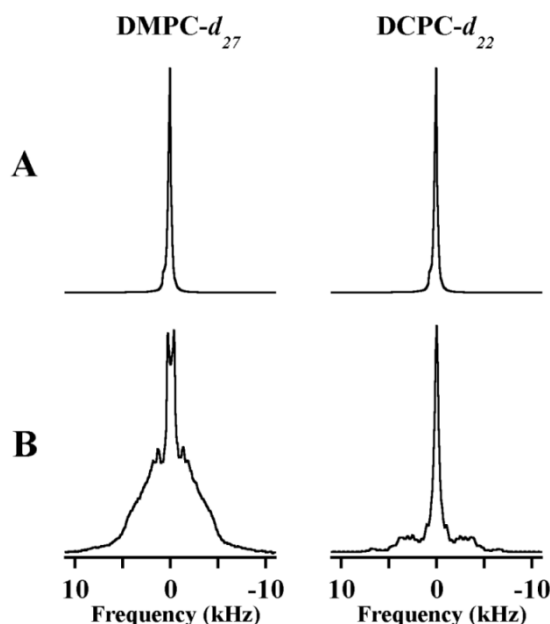 DMPC-d27 DCPC-d22
A
B
10 0 -10 10 0 -10
Frequency (kHz) Frequency (kHz)